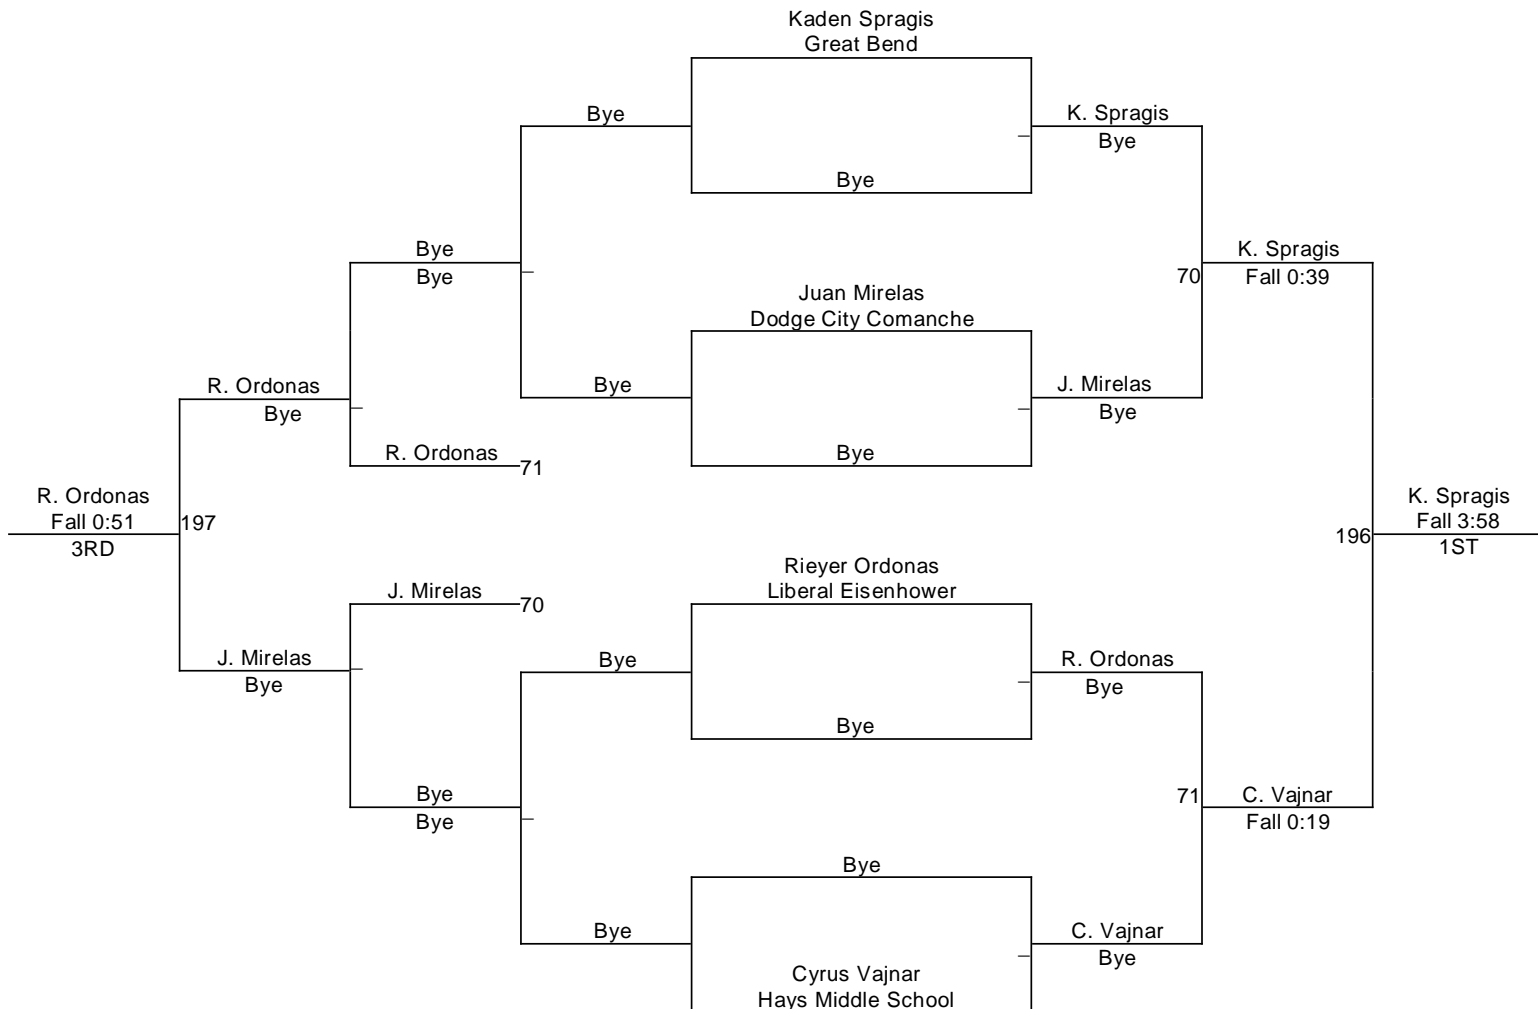 Kaden Spragis
Great Bend
Bye
K. Spragis
Bye
Bye
Bye
Bye
K. Spragis
70
Fall 0:39
Juan Mirelas
Dodge City Comanche
R. Ordonas
Bye
Bye
J. Mirelas
Bye
R. Ordonas
71
Bye
R. Ordonas
Fall 0:51
3RD
197
K. Spragis
Fall 3:58
1ST
196
Rieyer Ordonas
Liberal Eisenhower
J. Mirelas
70
J. Mirelas
Bye
Bye
R. Ordonas
Bye
Bye
Bye
Bye
71
C. Vajnar
Fall 0:19
Bye
Bye
C. Vajnar
Bye
Cyrus Vajnar
Hays Middle School